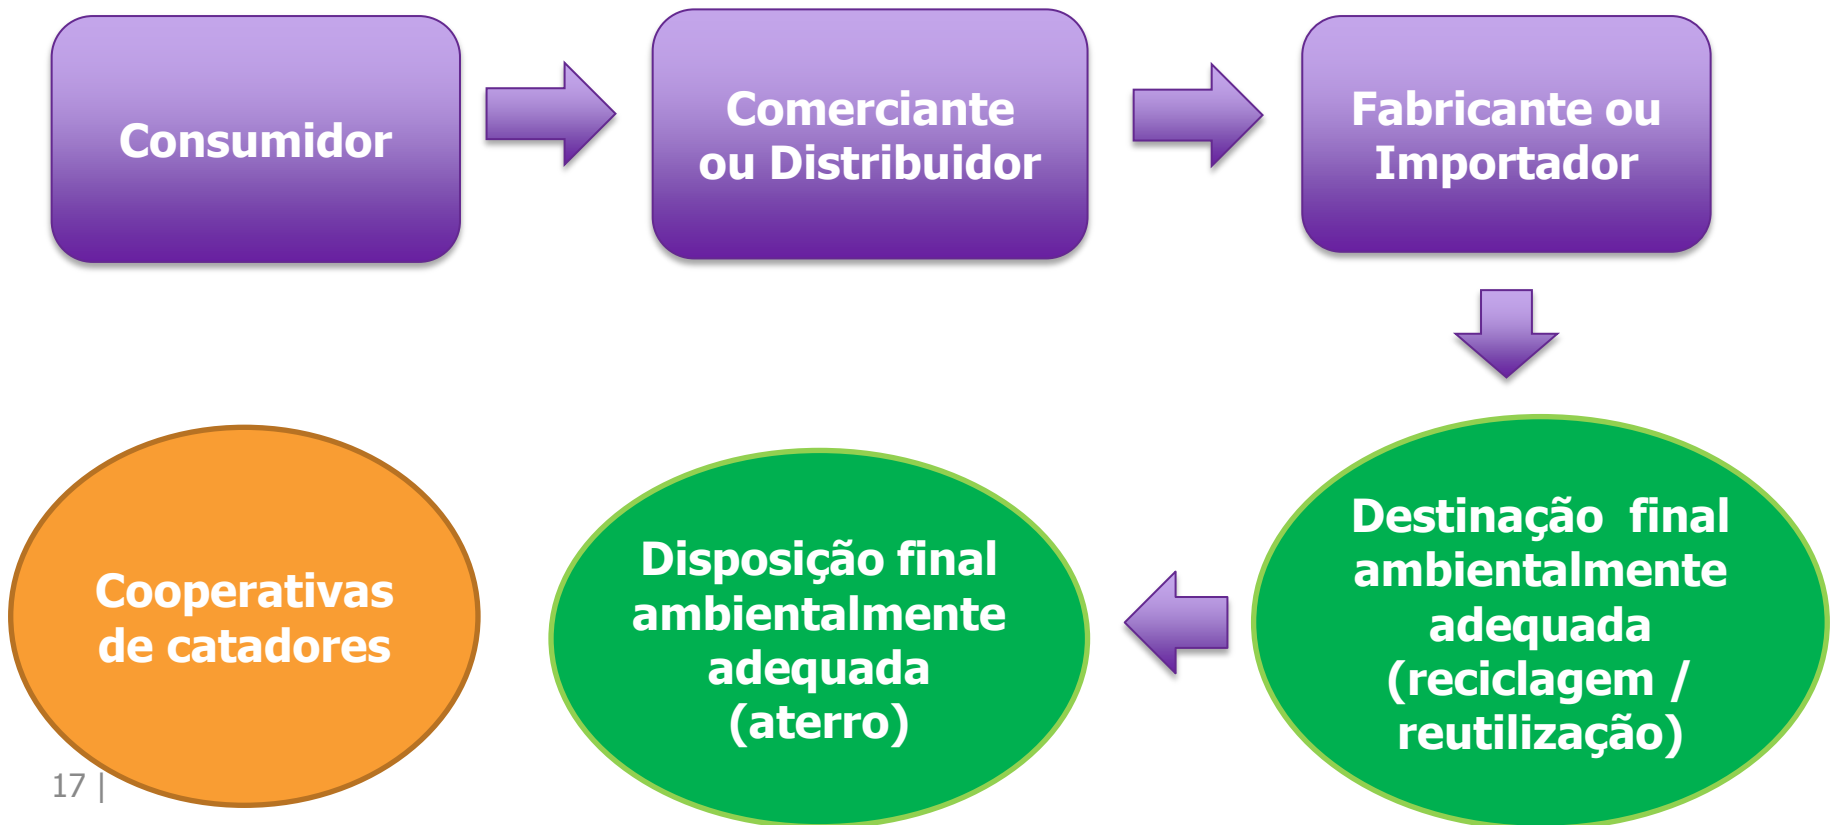 Consumidor
Comerciante
ou Distribuidor
Fabricante ou
Importador
Cooperativas
de catadores
Disposição final
ambientalmente
adequada
(aterro)
Destinação final
ambientalmente
adequada
(reciclagem /
reutilização)
17 |